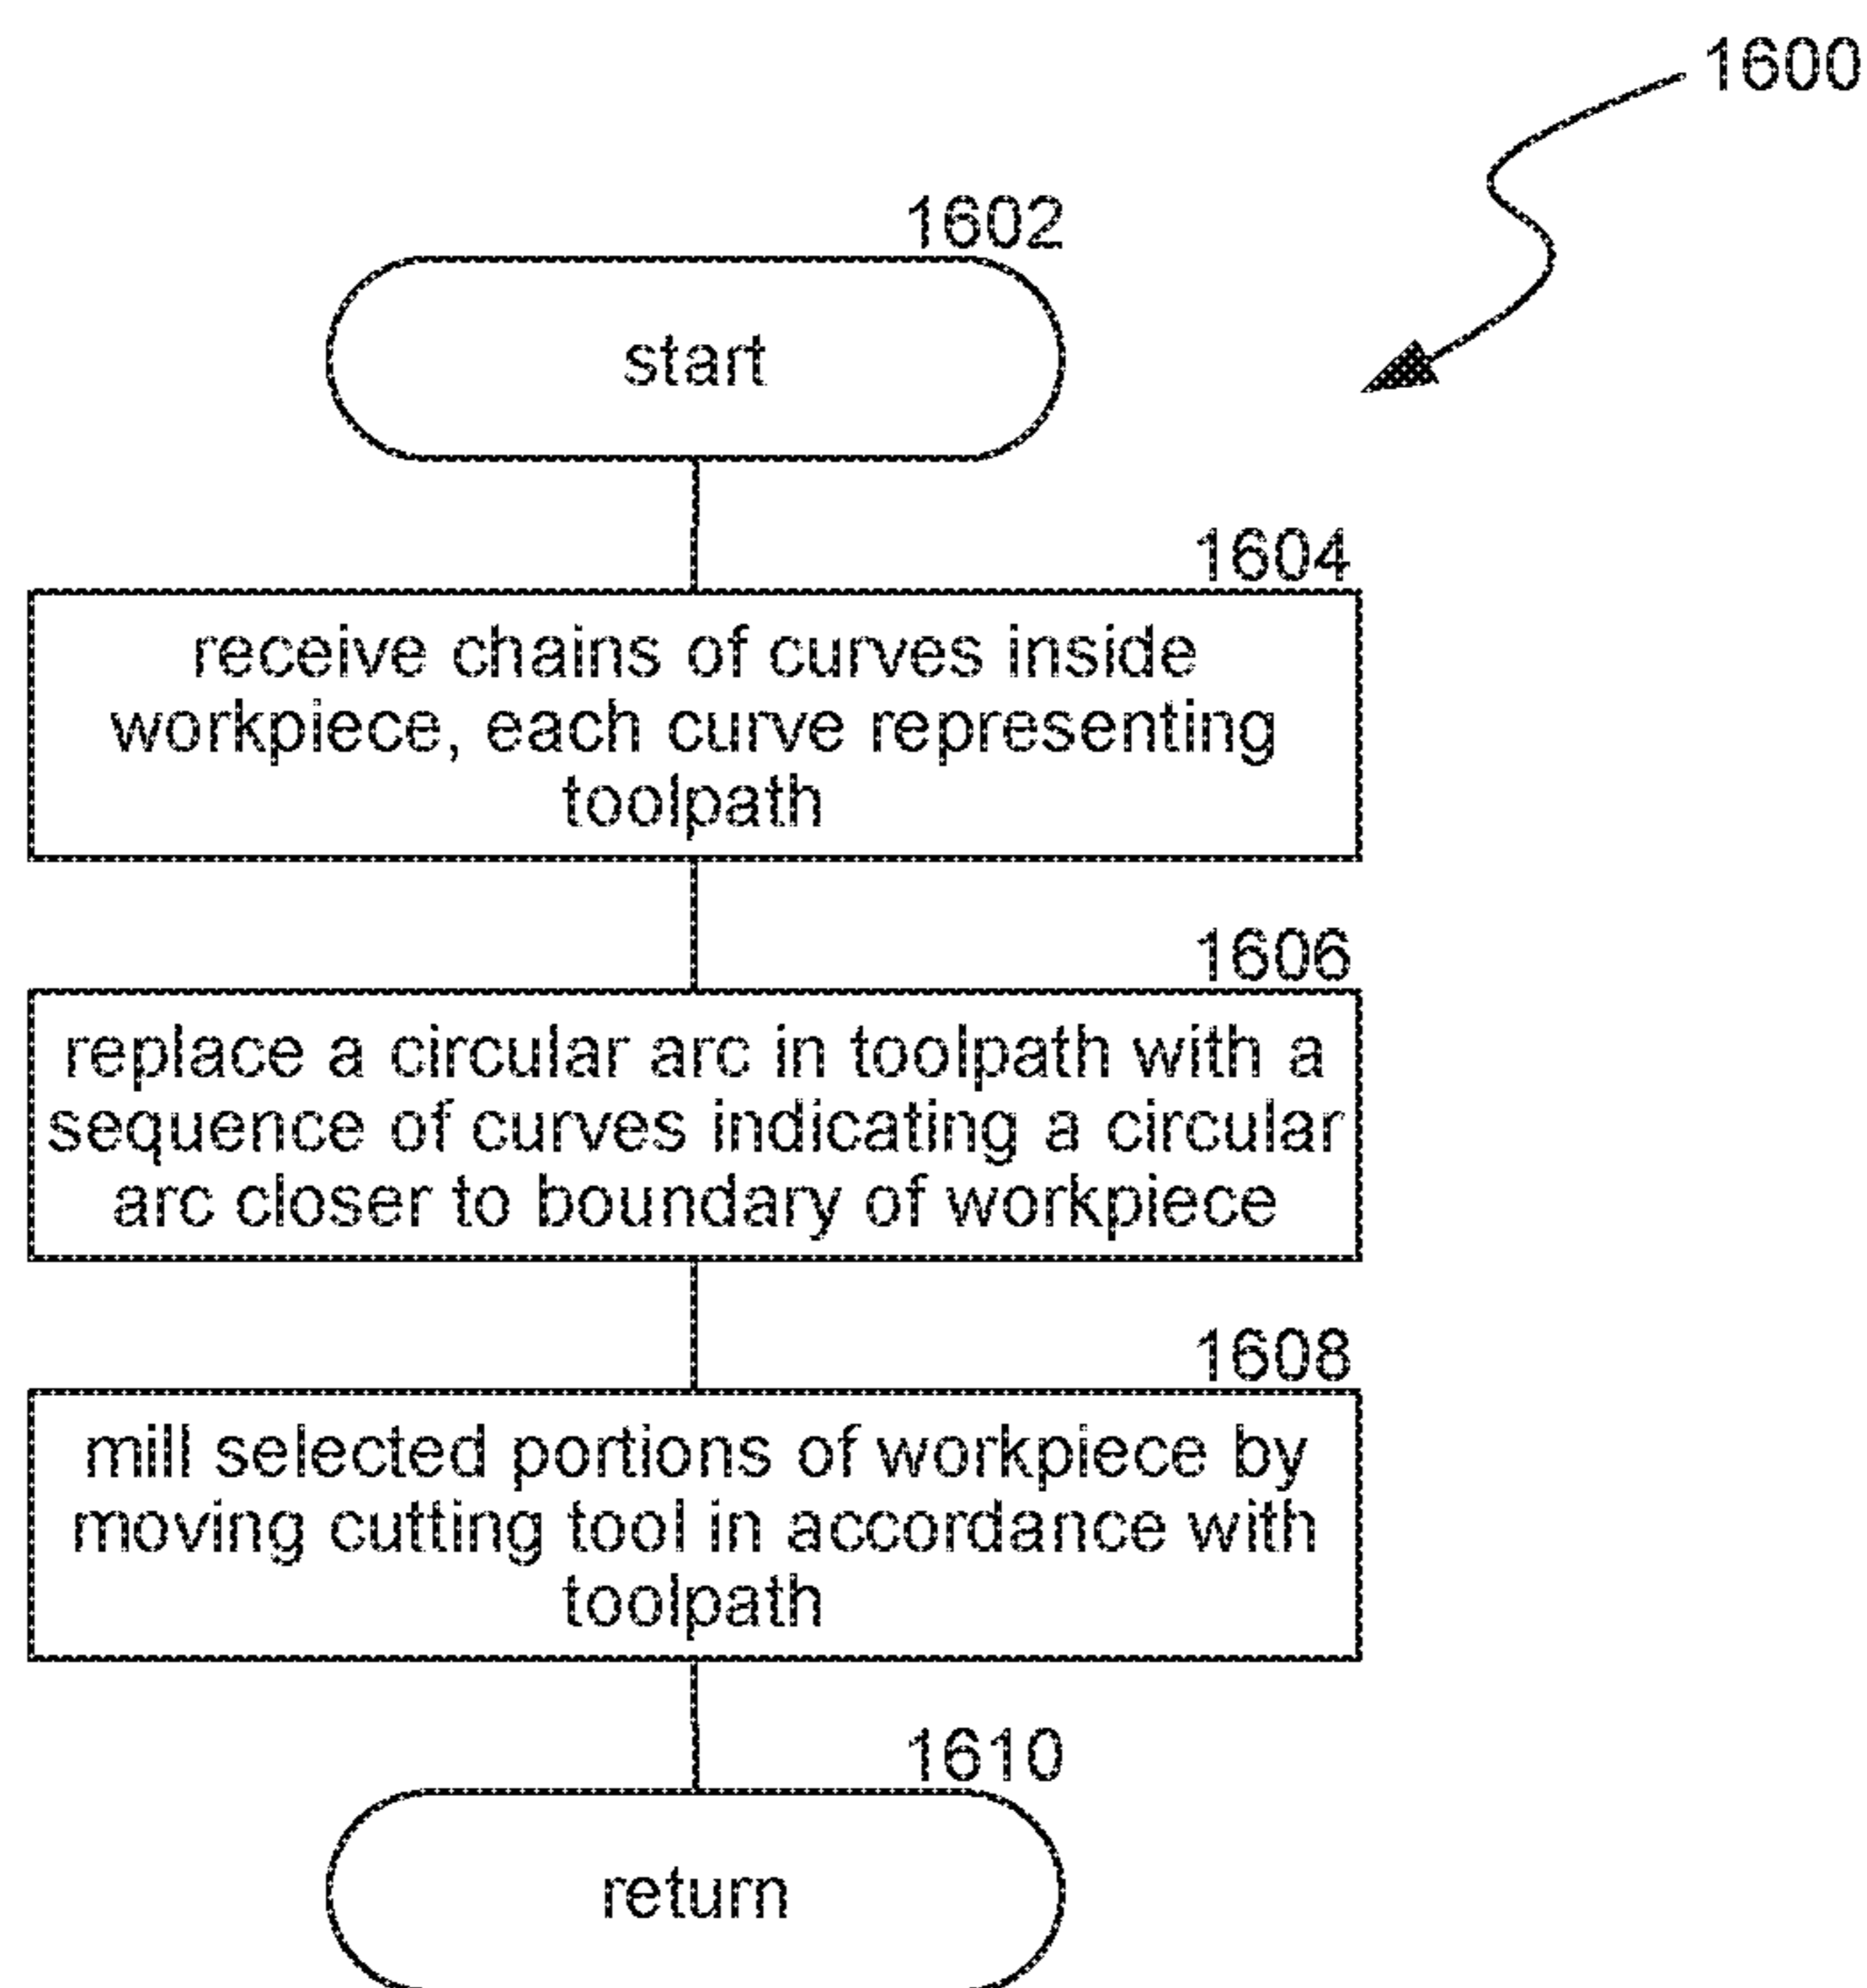 1600
1602
start
1604
receive chains of curves inside
workpiece, each curve representing
toolpath
1606
replace a circular arc in toolpath with a
sequence of curves indicating a circular
arc closer to boundary of workpiece
1608
mill selected portions of workpiece by
moving cutting tool in accordance with
toolpath
1610
return